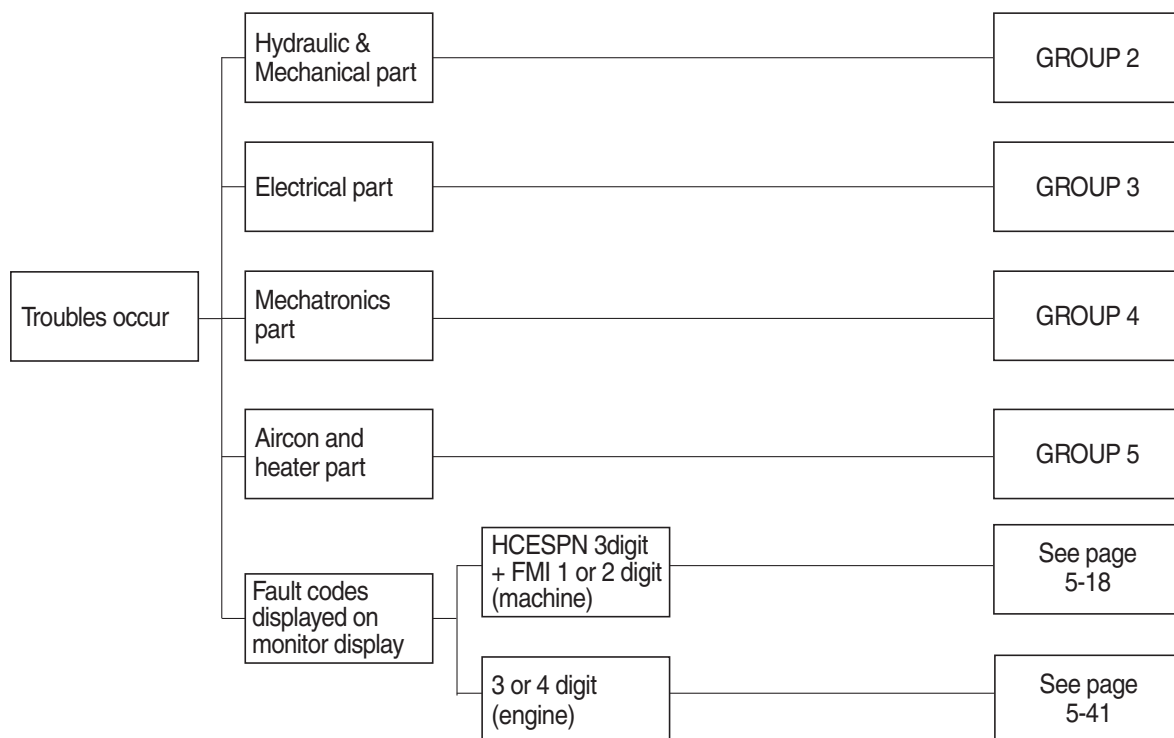 Hydraulic &
Mechanical part
GROUP 2
Electrical part
GROUP 3
Troubles occur
Mechatronics
part
GROUP 4
Aircon and
heater part
GROUP 5
Fault codes
displayed on
monitor display
HCESPN 3digit
+ FMI 1 or 2 digit
(machine)
See page
5-18
3 or 4 digit
(engine)
See page
5-41